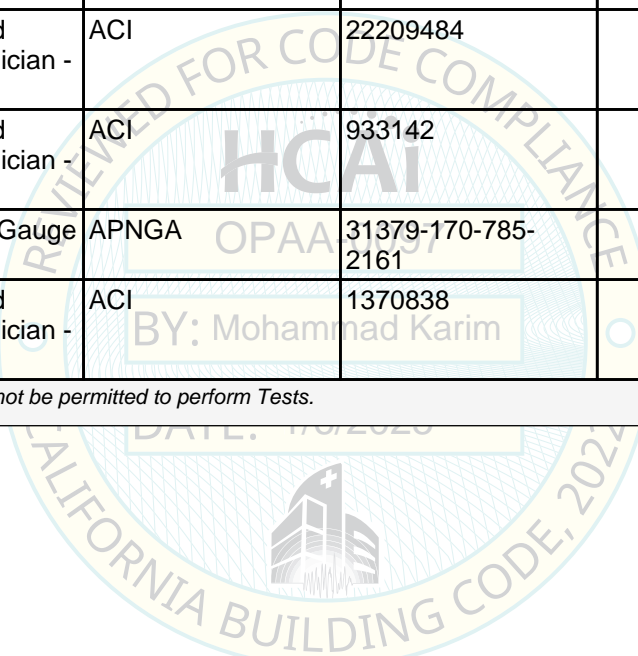 d ACI 22209484
ician -
d ACI 933142
ician -
Gauge APNGA 31379-170-785-
2161
d ACI 1370838
ician -
not be permitted to perform Tests.
REVIEWED FOR CODE COMPLIANCE
HCAi
OPAA-0097
BY: Mohammad Karim
DATE:
CALIFORNIA BUILDING CODE, 2022